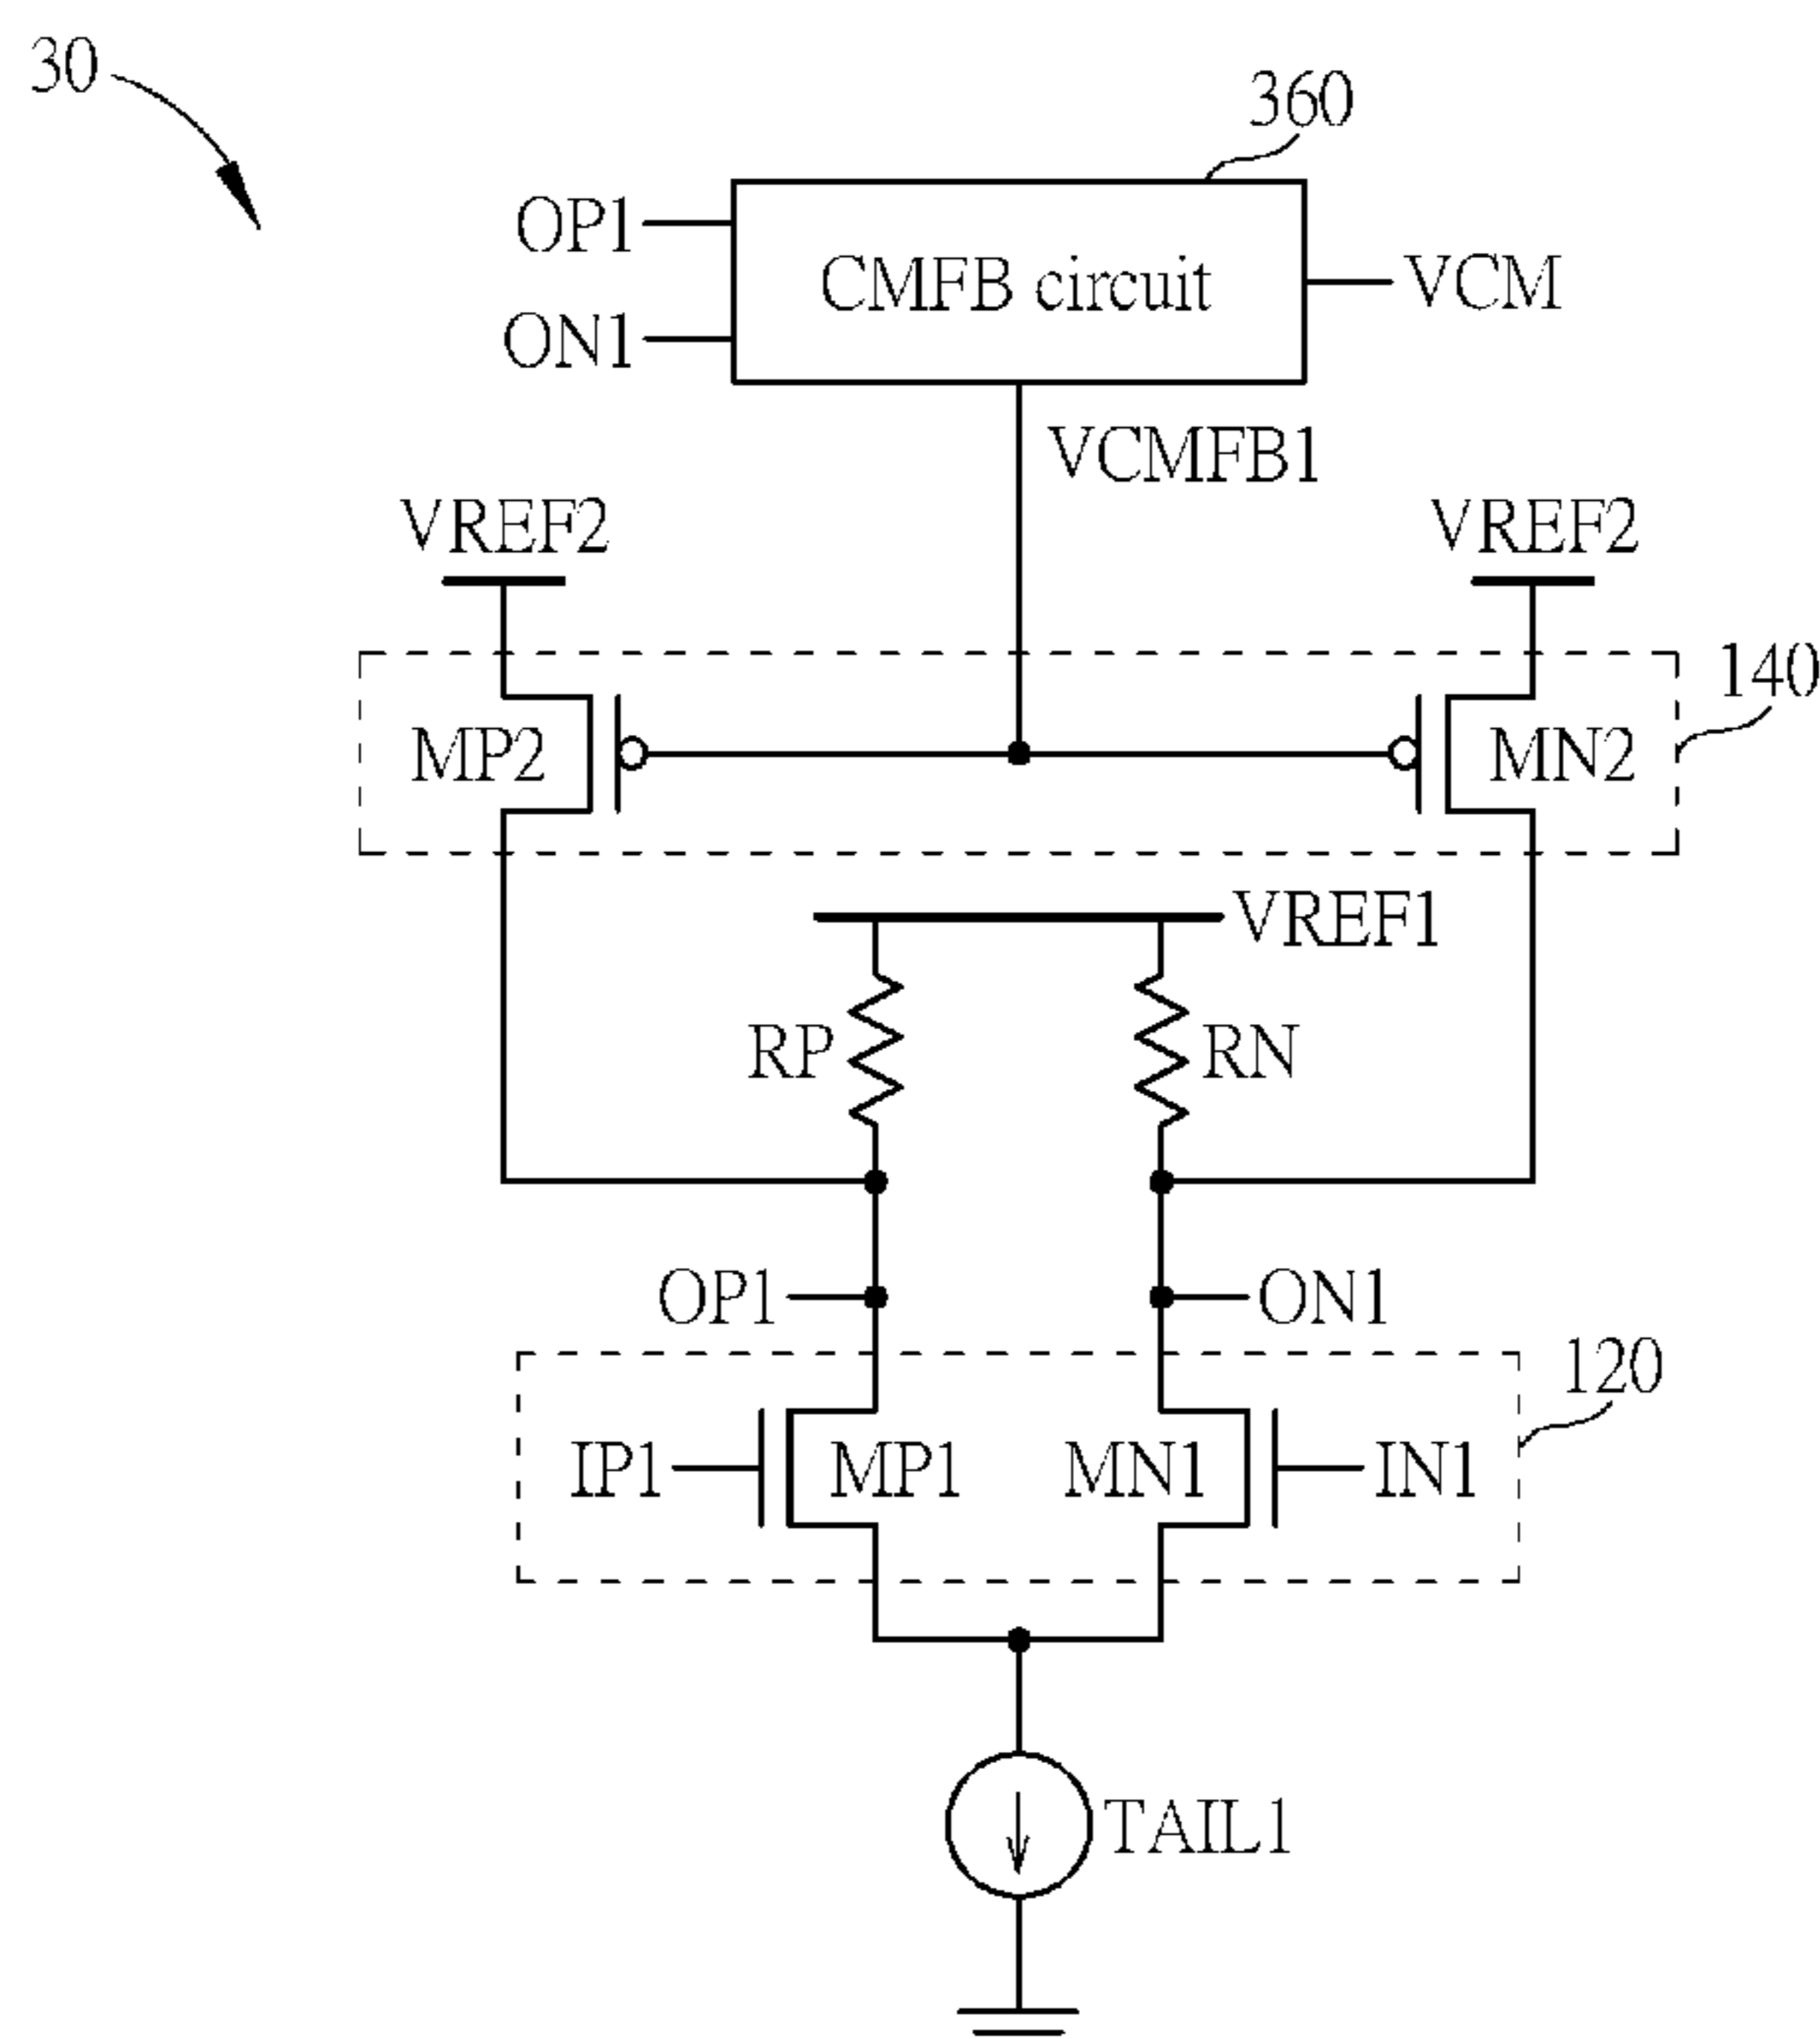 30
360
OP1
CMFB circuit
VCM
ON1
VCMFB1
VREF2
VREF2
140
MP2
MN2
VREF1
RP
RN
OP1
ON1
120
IP1
MP1
MN1
IN1
TAIL1